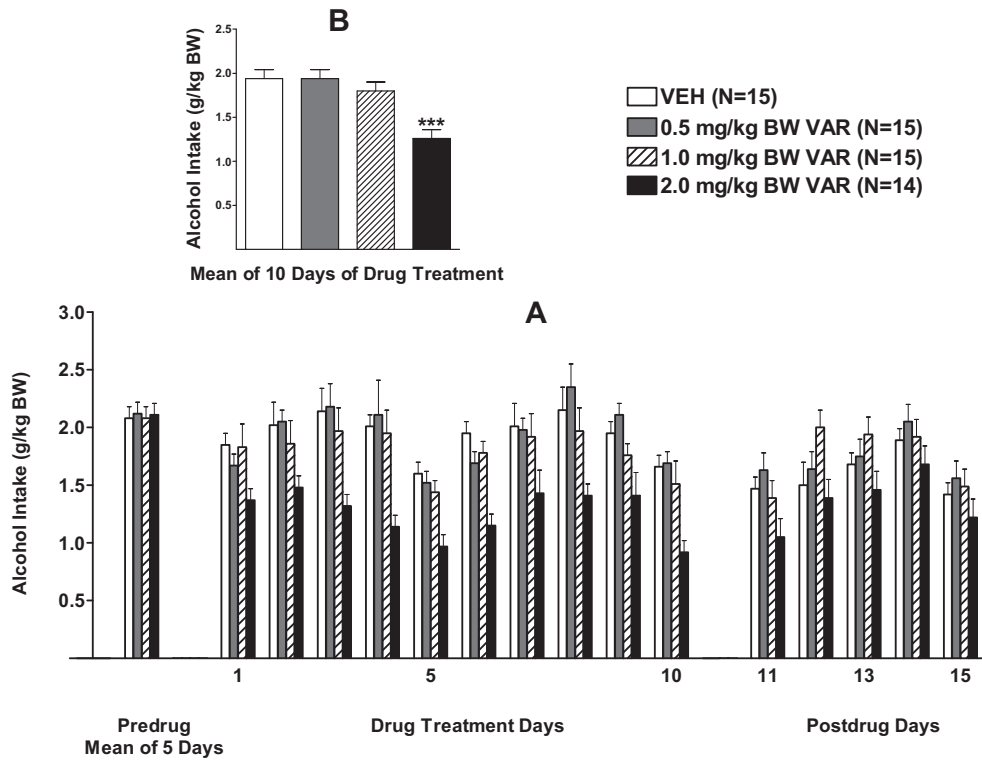 B
Alcohol Intake (g/kg BW)
2.5
2.0
1.5
1.0
0.5
***
Mean of 10 Days of Drug Treatment
VEH (N=15)
0.5 mg/kg BW VAR (N=15)
1.0 mg/kg BW VAR (N=15)
2.0 mg/kg BW VAR (N=14)
A
Alcohol Intake (g/kg BW)
3.0
2.5
2.0
1.5
1.0
0.5
1 5 10 11 13 15
Predrug
Mean of 5 Days
Drug Treatment Days
Postdrug Days